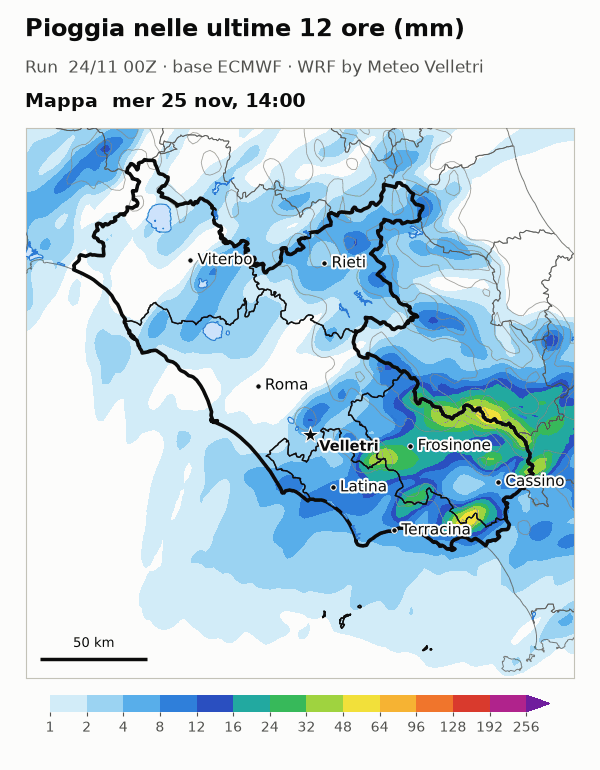 Pioggia nelle ultime 12 ore (mm)
Run  24/11 00Z · base ECMWF · WRF by Meteo Velletri
Mappa  mer 25 nov, 14:00
Viterbo
Rieti
Roma
Velletri
Frosinone
Latina
Cassino
Terracina
50 km
1 2 4 8 12 16 24 32 48 64 96 128 192 256